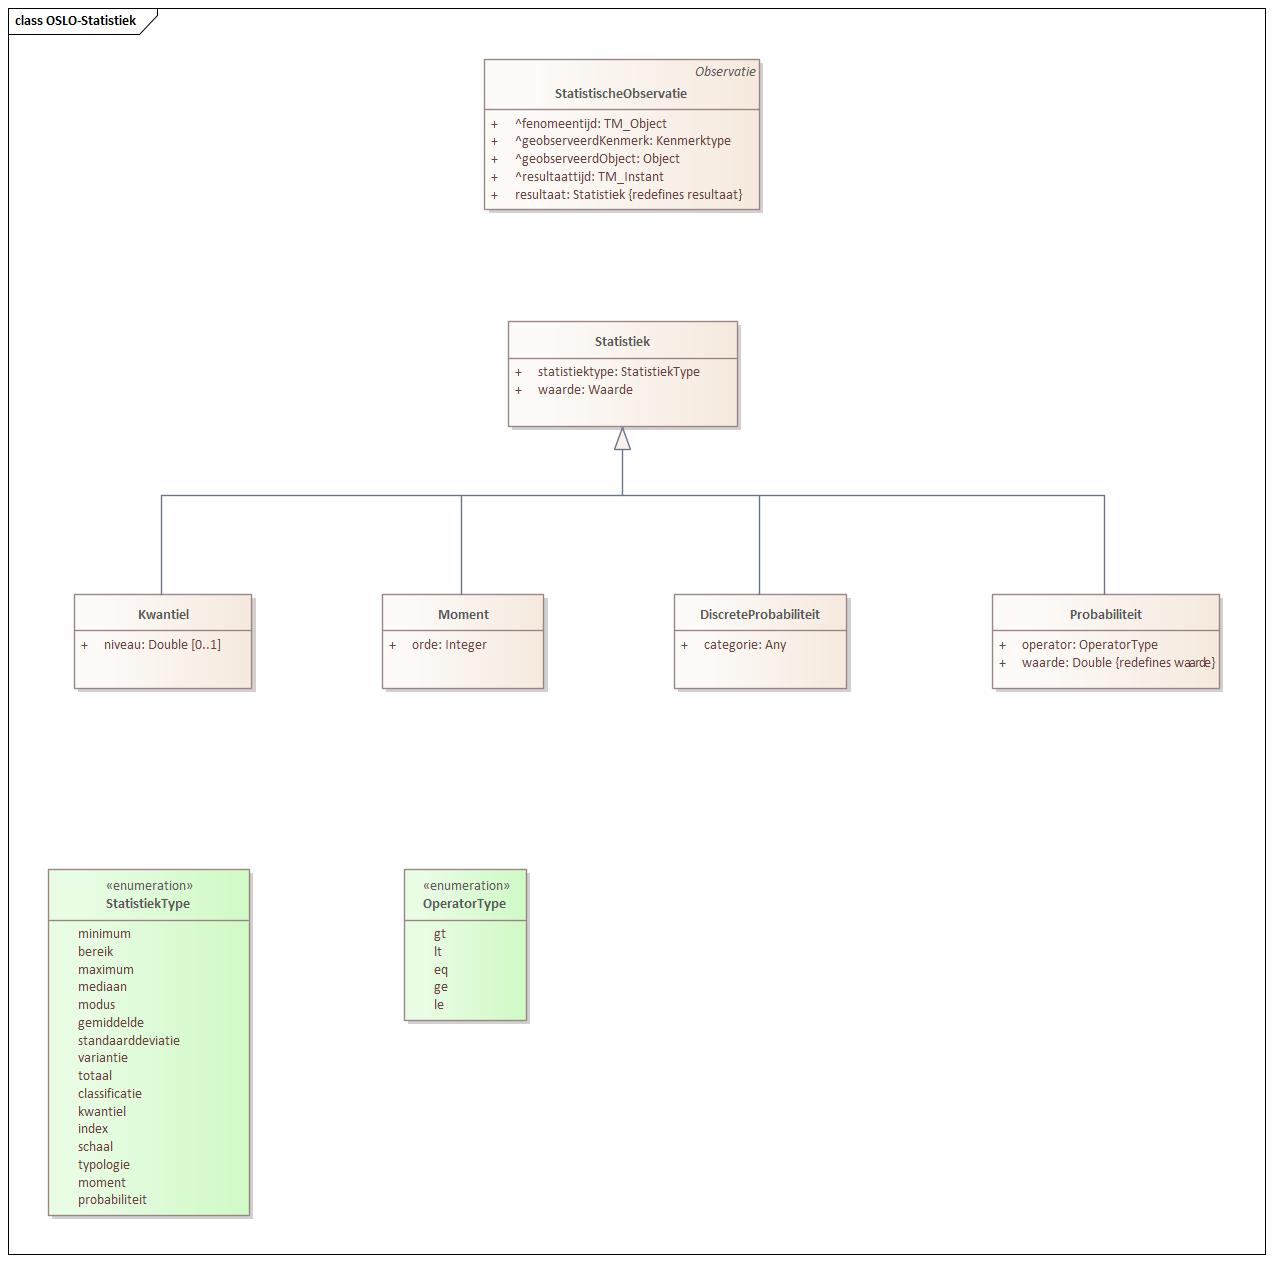 class OSLO-Statistiek
Observatie
StatistischeObservatie
+ ^fenomeentijd: TM_Object
+ ^geobserveerdKenmerk: Kenmerktype
+ ^geobserveerdObject: Object
+ ^resultaattijd: TM_Instant
+ resultaat: Statistiek {redefines resultaat}
Statistiek
+ statistiektype: StatistiekType
+ waarde: Waarde
Kwantiel
+ niveau: Double [0..1]
Moment
+ orde: Integer
DiscreteProbabiliteit
+ categorie: Any
Probabiliteit
+ operator: OperatorType
+ waarde: Double {redefines waarde}
«enumeration»
StatistiekType
minimum
bereik
maximum
mediaan
modus
gemiddelde
standaarddeviatie
variantie
totaal
classificatie
kwantiel
index
schaal
typologie
moment
probabiliteit
«enumeration»
OperatorType
gt
lt
eq
ge
le